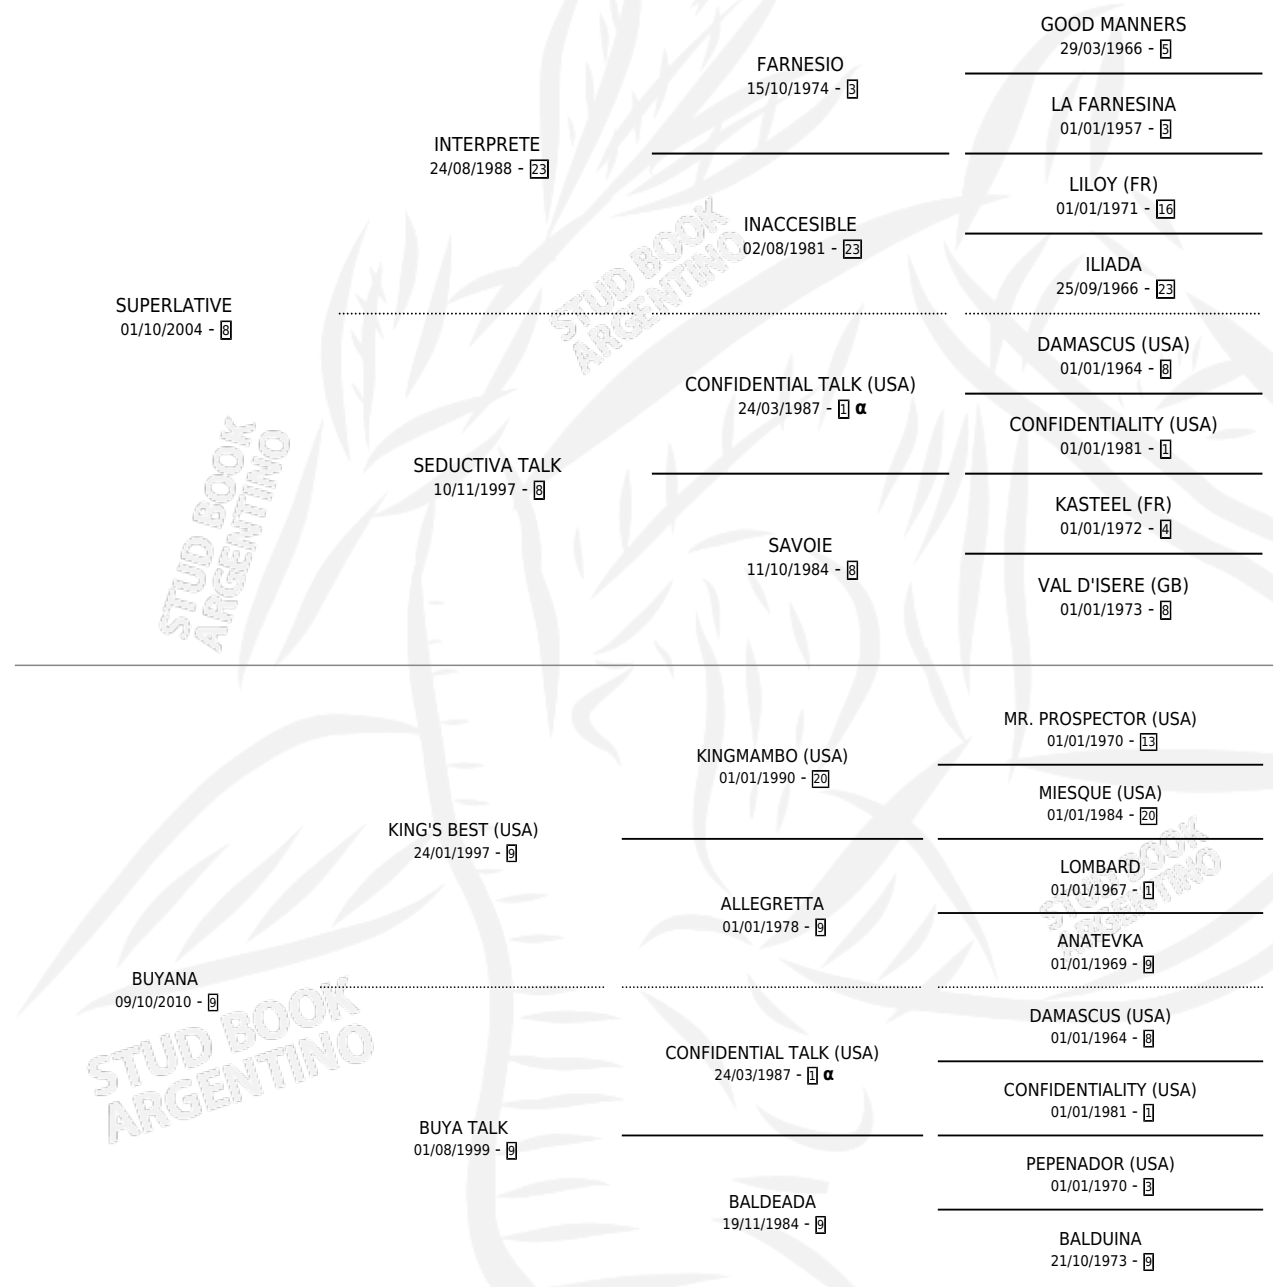 GOOD MANNERS
29/03/1966 - 5
FARNESIO
15/10/1974 - 3
LA FARNESINA
01/01/1957 - 3
INTERPRETE
24/08/1988 - 23
LILOY (FR)
01/01/1971 - 16
INACCESIBLE
02/08/1981 - 23
ILIADA
25/09/1966 - 23
SUPERLATIVE
01/10/2004 - 8
DAMASCUS (USA)
01/01/1964 - 8
CONFIDENTIAL TALK (USA)
24/03/1987 - 1 α
CONFIDENTIALITY (USA)
01/01/1981 - 1
SEDUCTIVA TALK
10/11/1997 - 8
KASTEEL (FR)
01/01/1972 - 4
SAVOIE
11/10/1984 - 8
VAL D'ISERE (GB)
01/01/1973 - 8
STUD BOOK
ARGENTINO
STUD BOOK
ARGENTINO
MR. PROSPECTOR (USA)
01/01/1970 - 13
KINGMAMBO (USA)
01/01/1990 - 20
MIESQUE (USA)
01/01/1984 - 20
KING'S BEST (USA)
24/01/1997 - 9
LOMBARD
01/01/1967 - 1
ALLEGRETTA
01/01/1978 - 9
ANATEVKA
01/01/1969 - 9
BUYANA
09/10/2010 - 9
DAMASCUS (USA)
01/01/1964 - 8
CONFIDENTIAL TALK (USA)
24/03/1987 - 1 α
CONFIDENTIALITY (USA)
01/01/1981 - 1
BUYA TALK
01/08/1999 - 9
PEPENADOR (USA)
01/01/1970 - 3
BALDEADA
19/11/1984 - 9
BALDUINA
21/10/1973 - 9
STUD BOOK
ARGENTINO
STUD BOOK
ARGENTINO